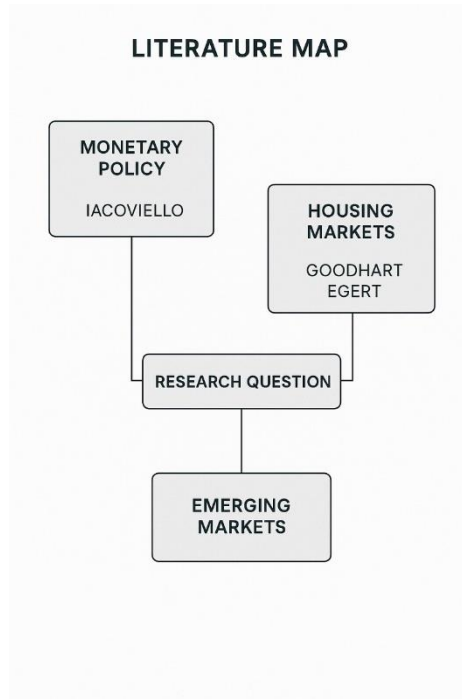 LITERATURE MAP
MONETARY
POLICY
IACOVIELLO
HOUSING
MARKETS
GOODHART
EGERT
RESEARCH QUESTION
EMERGING
MARKETS